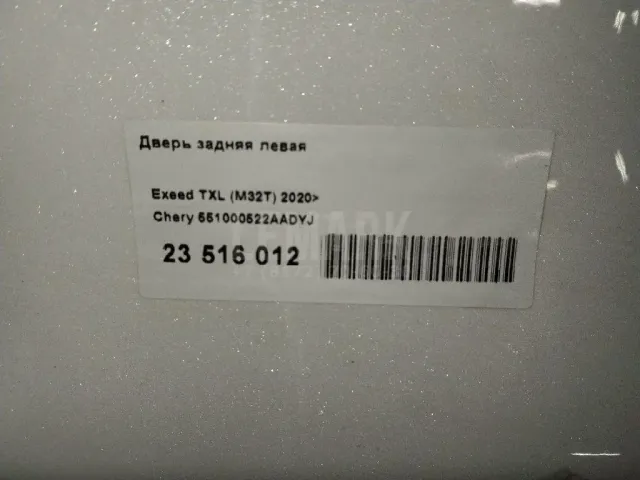 Дверь задняя левая
Exeed TXL (M32T) 2020>
Chery 551000522AADYJ
23 516 012